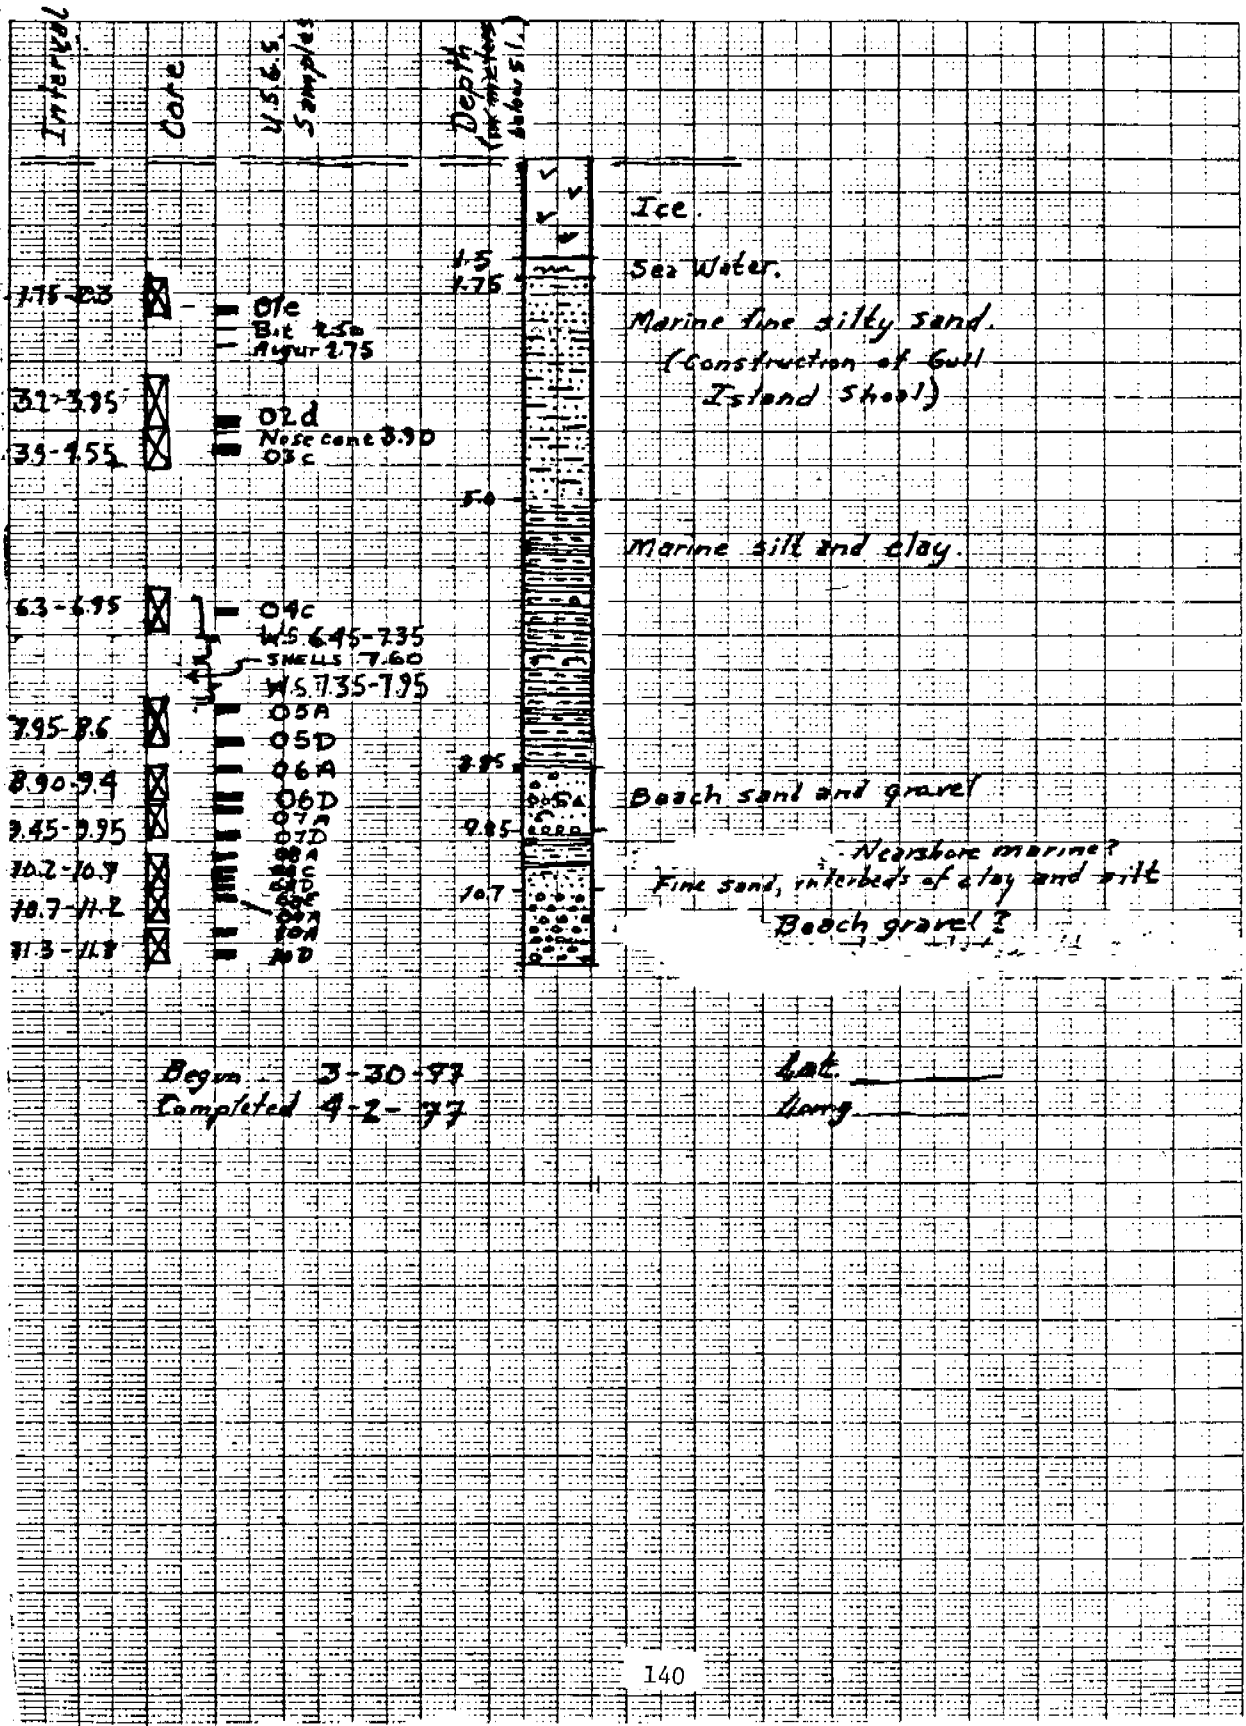 Interval
Core
U.S.G.S. Samples
Depth (in meters below S.l.)
Ice.
1.5
Sea Water.
1.75
1.75-2.3
01e
Marine fine silty sand.
Bit 2.50
Augur 2.75
(Construction of Gull
Island Shoal)
3.2-3.85
02d
Nose cone 3.90
3.9-4.55
03c
5.0
Marine silt and clay.
6.3-6.95
04c
W.S. 6.45-7.35
SHELLS 7.60
W.S. 7.35-7.95
05A
7.95-8.6
05D
8.85
06A
8.90-9.4
Beach sand and gravel
06D
07A
9.45-9.95
9.85
07D
08A
Nearshore marine?
10.2-10.7
Fine sand, interbeds of clay and silt
10.7
10.7-11.2
Beach gravel?
10A
11.3-11.8
10D
Begun 3-30-77
Lat.
Completed 4-2-77
Long
140